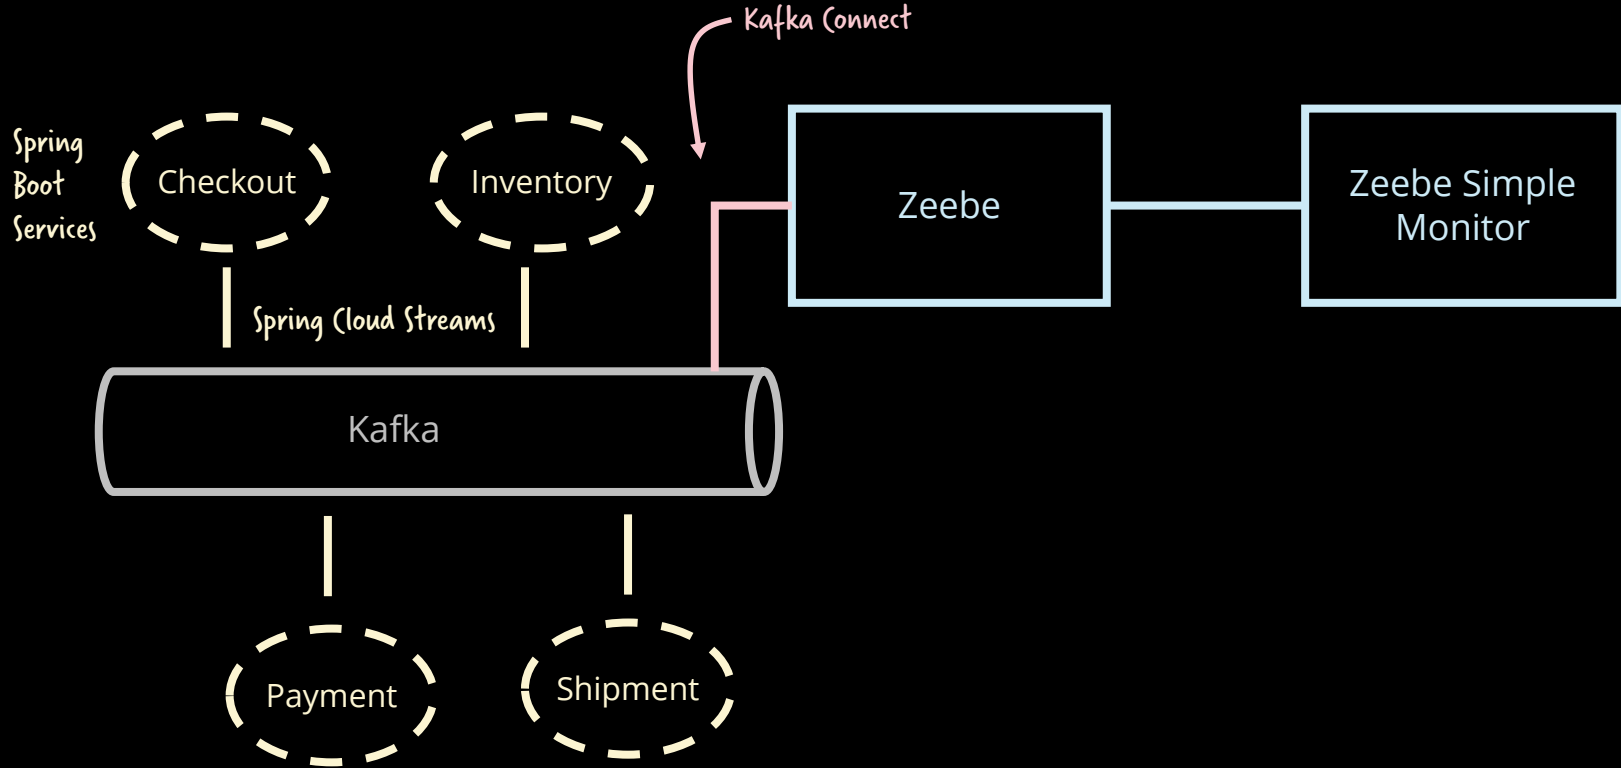 Kafka Connect
Spring
Boot
Services
Checkout
Inventory
Zeebe
Zeebe Simple
Monitor
Spring Cloud Streams
Kafka
Payment
Shipment